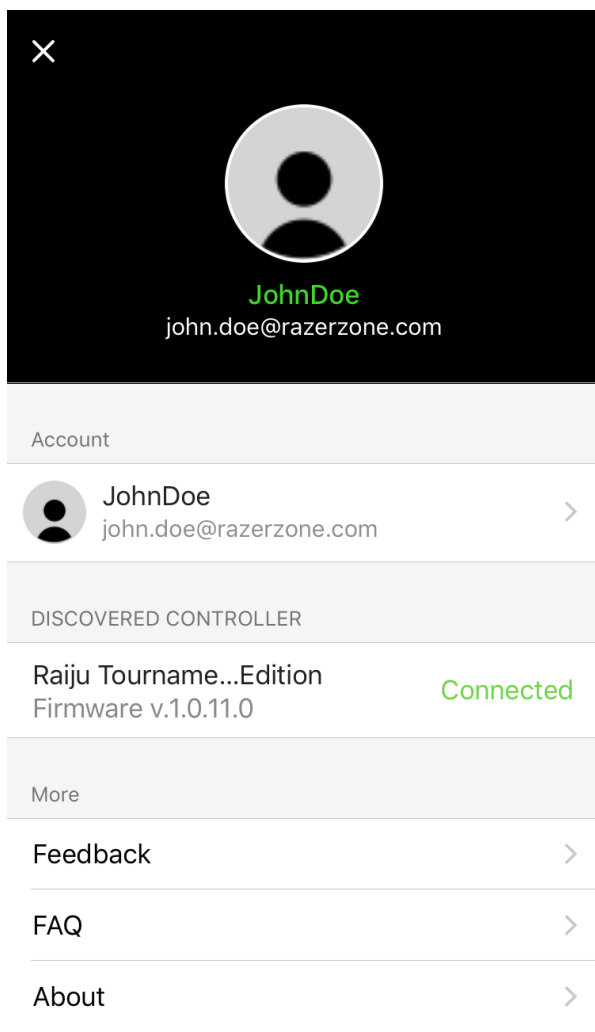 JohnDoe
john.doe@razerzone.com
Account
JohnDoe
john.doe@razerzone.com
DISCOVERED CONTROLLER
Raiju Tourname...Edition
Connected
Firmware v.1.0.11.0
More
Feedback
FAQ
About